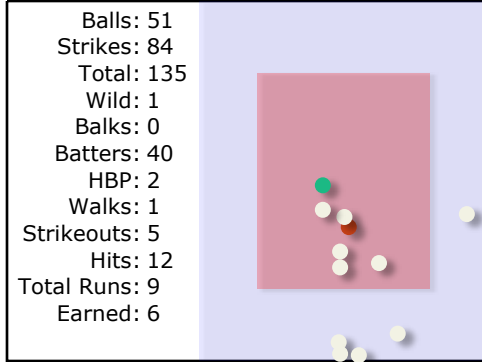 Balls: 51
Strikes: 84
Total: 135
Wild: 1
Balks: 0
Batters: 40
HBP: 2
Walks: 1
Strikeouts: 5
Hits: 12
Total Runs: 9
Earned: 6